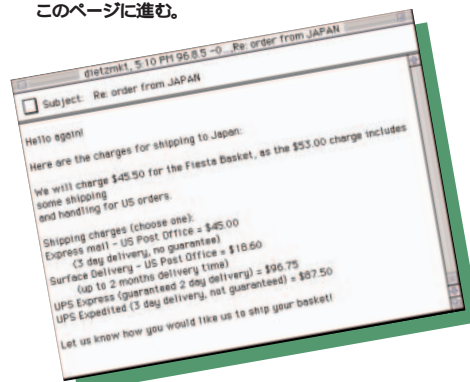 このページに進む。
dietzmkt, 5:10 PM 96.8.5 -0..., Re: order from JAPAN
Subject: Re: order from JAPAN
Hello again!
Here are the charges for shipping to Japan:
We will charge $45.50 for the Fiesta Basket, as the $53.00 charge includes
some shipping
and handling for US orders.
Shipping charges (choose one):
Express mail - US Post Office = $45.00
(3 day delivery, no guarantee)
Surface Delivery - US Post Office = $18.60
(up to 2 months delivery time)
UPS Express (guaranteed 2 day delivery) = $96.75
UPS Expedited (3 day delivery, not guaranteed) = $87.50
Let us know how you would like us to ship your basket!